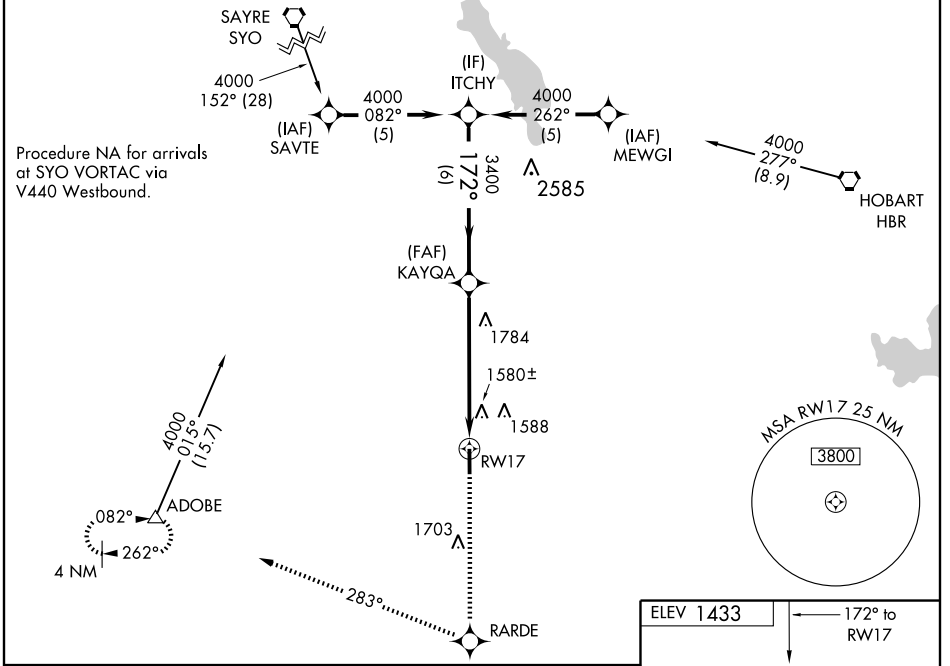 SAYRE
SYO
4000
152° (28)
(IAF)
SAVTE
4000
082°
(5)
(IF)
ITCHY
4000
262°
(5)
(IAF)
MEWGI
4000
277°
(8.9)
HOBART
HBR
Procedure NA for arrivals
at SYO VORTAC via
V440 Westbound.
3400
172°
(6)
2585
(FAF)
KAYQA
1784
1580±
1588
RW17
MSA RW17 25 NM
3800
4000
015°
(15.7)
ADOBE
082°
262°
4 NM
1703
283°
RARDE
ELEV 1433
172° to
RW17